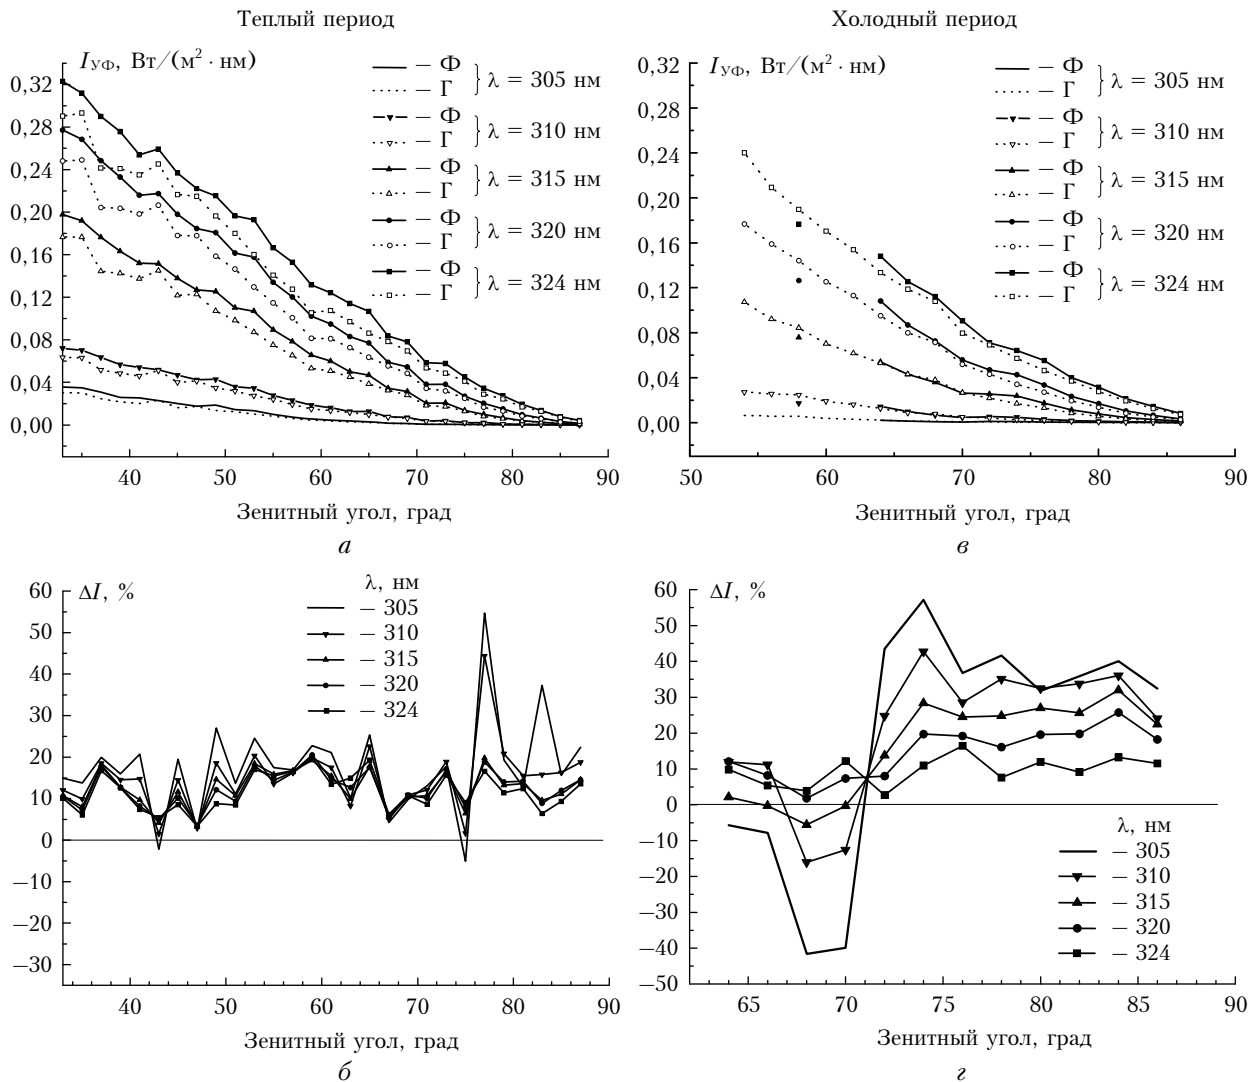 Теплый период
I_УФ, Вт/(м² · нм)
0,32
0,28
0,24
0,20
0,16
0,12
0,08
0,04
0,00
– Ф
– Г
λ = 305 нм
– Ф
– Г
λ = 310 нм
– Ф
– Г
λ = 315 нм
– Ф
– Г
λ = 320 нм
– Ф
– Г
λ = 324 нм
40 50 60 70 80 90
Зенитный угол, град
а
Холодный период
I_УФ, Вт/(м² · нм)
0,32
0,28
0,24
0,20
0,16
0,12
0,08
0,04
0,00
– Ф
– Г
λ = 305 нм
– Ф
– Г
λ = 310 нм
– Ф
– Г
λ = 315 нм
– Ф
– Г
λ = 320 нм
– Ф
– Г
λ = 324 нм
50 60 70 80 90
Зенитный угол, град
в
ΔI, %
60
50
40
30
20
10
0
–10
–20
–30
λ, нм
– 305
– 310
– 315
– 320
– 324
40 50 60 70 80 90
Зенитный угол, град
б
ΔI, %
60
50
40
30
20
10
0
–10
–20
–30
–40
–50
λ, нм
– 305
– 310
– 315
– 320
– 324
65 70 75 80 85 90
Зенитный угол, град
г